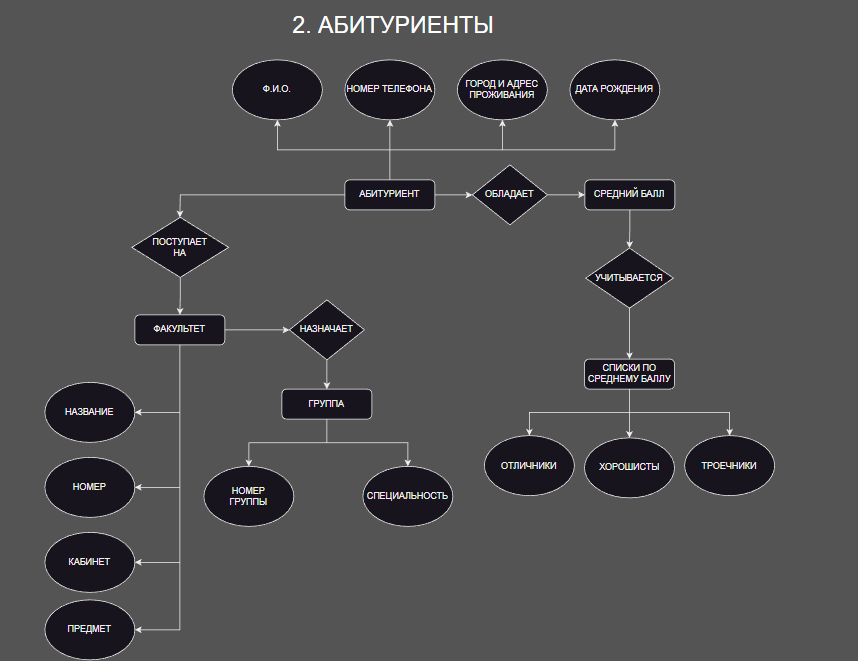 2. АБИТУРИЕНТЫ
Ф.И.О.
НОМЕР ТЕЛЕФОНА
ГОРОД И АДРЕС
ПРОЖИВАНИЯ
ДАТА РОЖДЕНИЯ
АБИТУРИЕНТ
ОБЛАДАЕТ
СРЕДНИЙ БАЛЛ
ПОСТУПАЕТ
НА
УЧИТЫВАЕТСЯ
ФАКУЛЬТЕТ
НАЗНАЧАЕТ
СПИСКИ ПО
СРЕДНЕМУ БАЛЛУ
ГРУППА
НАЗВАНИЕ
ОТЛИЧНИКИ
ХОРОШИСТЫ
ТРОЕЧНИКИ
НОМЕР
НОМЕР
ГРУППЫ
СПЕЦИАЛЬНОСТЬ
КАБИНЕТ
ПРЕДМЕТ